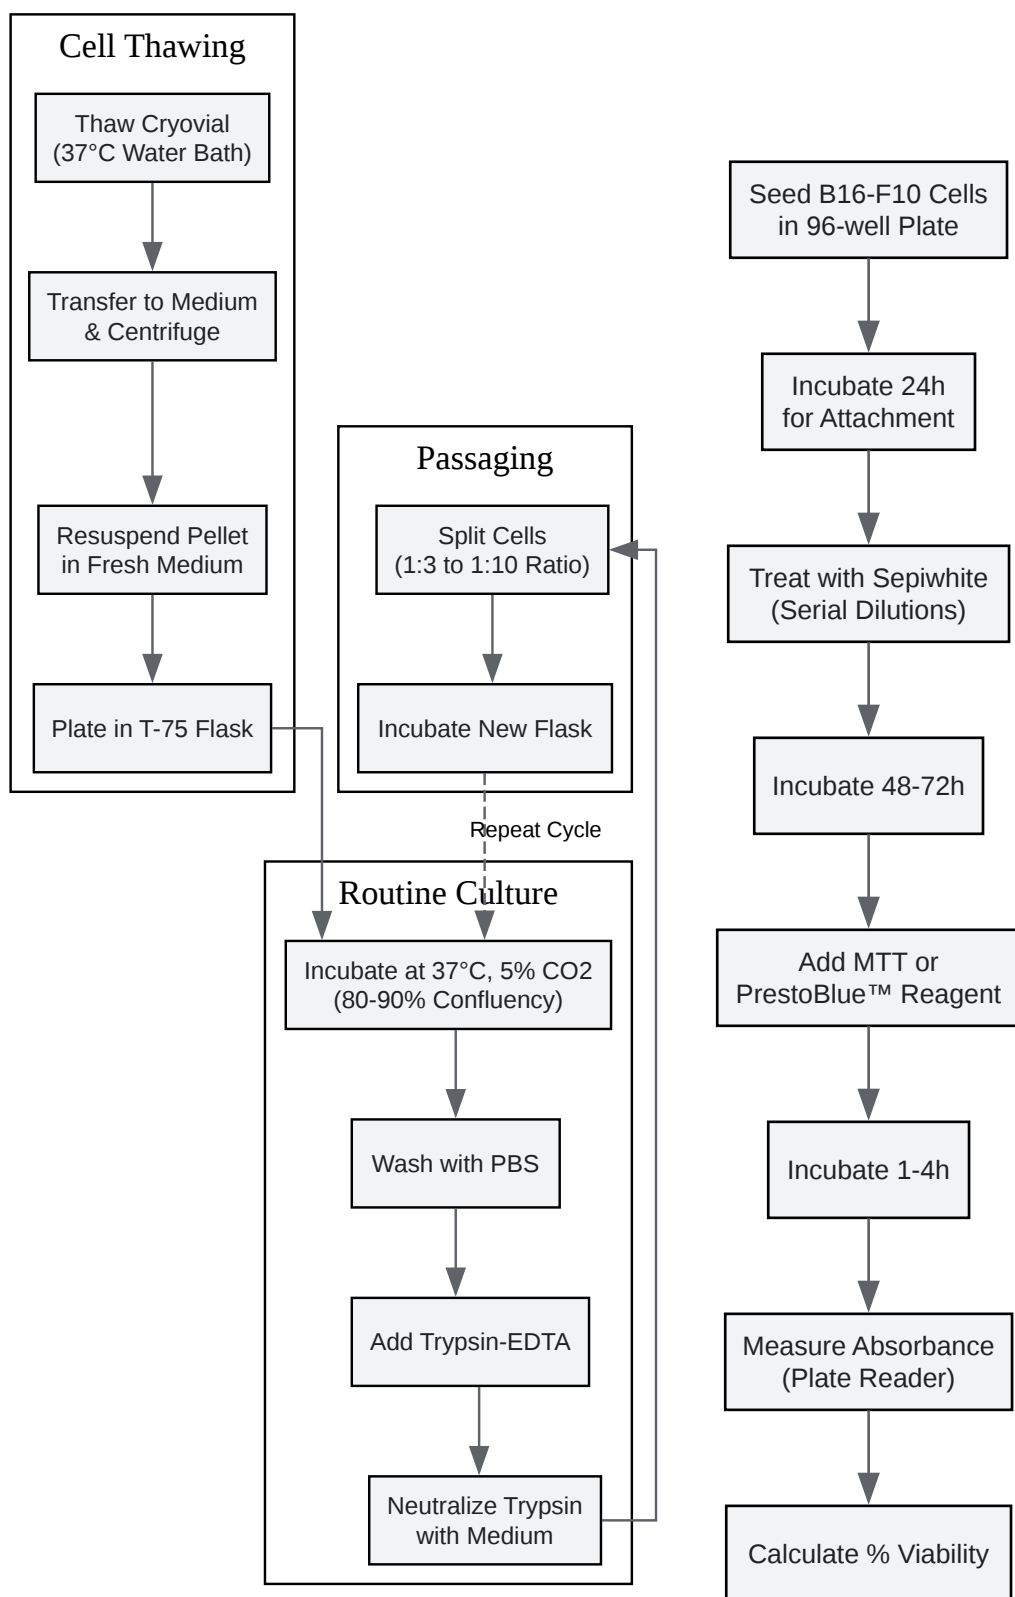 Cell Thawing
Thaw Cryovial
(37°C Water Bath)
Transfer to Medium
& Centrifuge
Resuspend Pellet
in Fresh Medium
Plate in T-75 Flask
Passaging
Split Cells
(1:3 to 1:10 Ratio)
Incubate New Flask
Repeat Cycle
Routine Culture
Incubate at 37°C, 5% CO2
(80-90% Confluency)
Wash with PBS
Add Trypsin-EDTA
Neutralize Trypsin
with Medium
Seed B16-F10 Cells
in 96-well Plate
Incubate 24h
for Attachment
Treat with Sepiwhite
(Serial Dilutions)
Incubate 48-72h
Add MTT or
PrestoBlue™ Reagent
Incubate 1-4h
Measure Absorbance
(Plate Reader)
Calculate % Viability